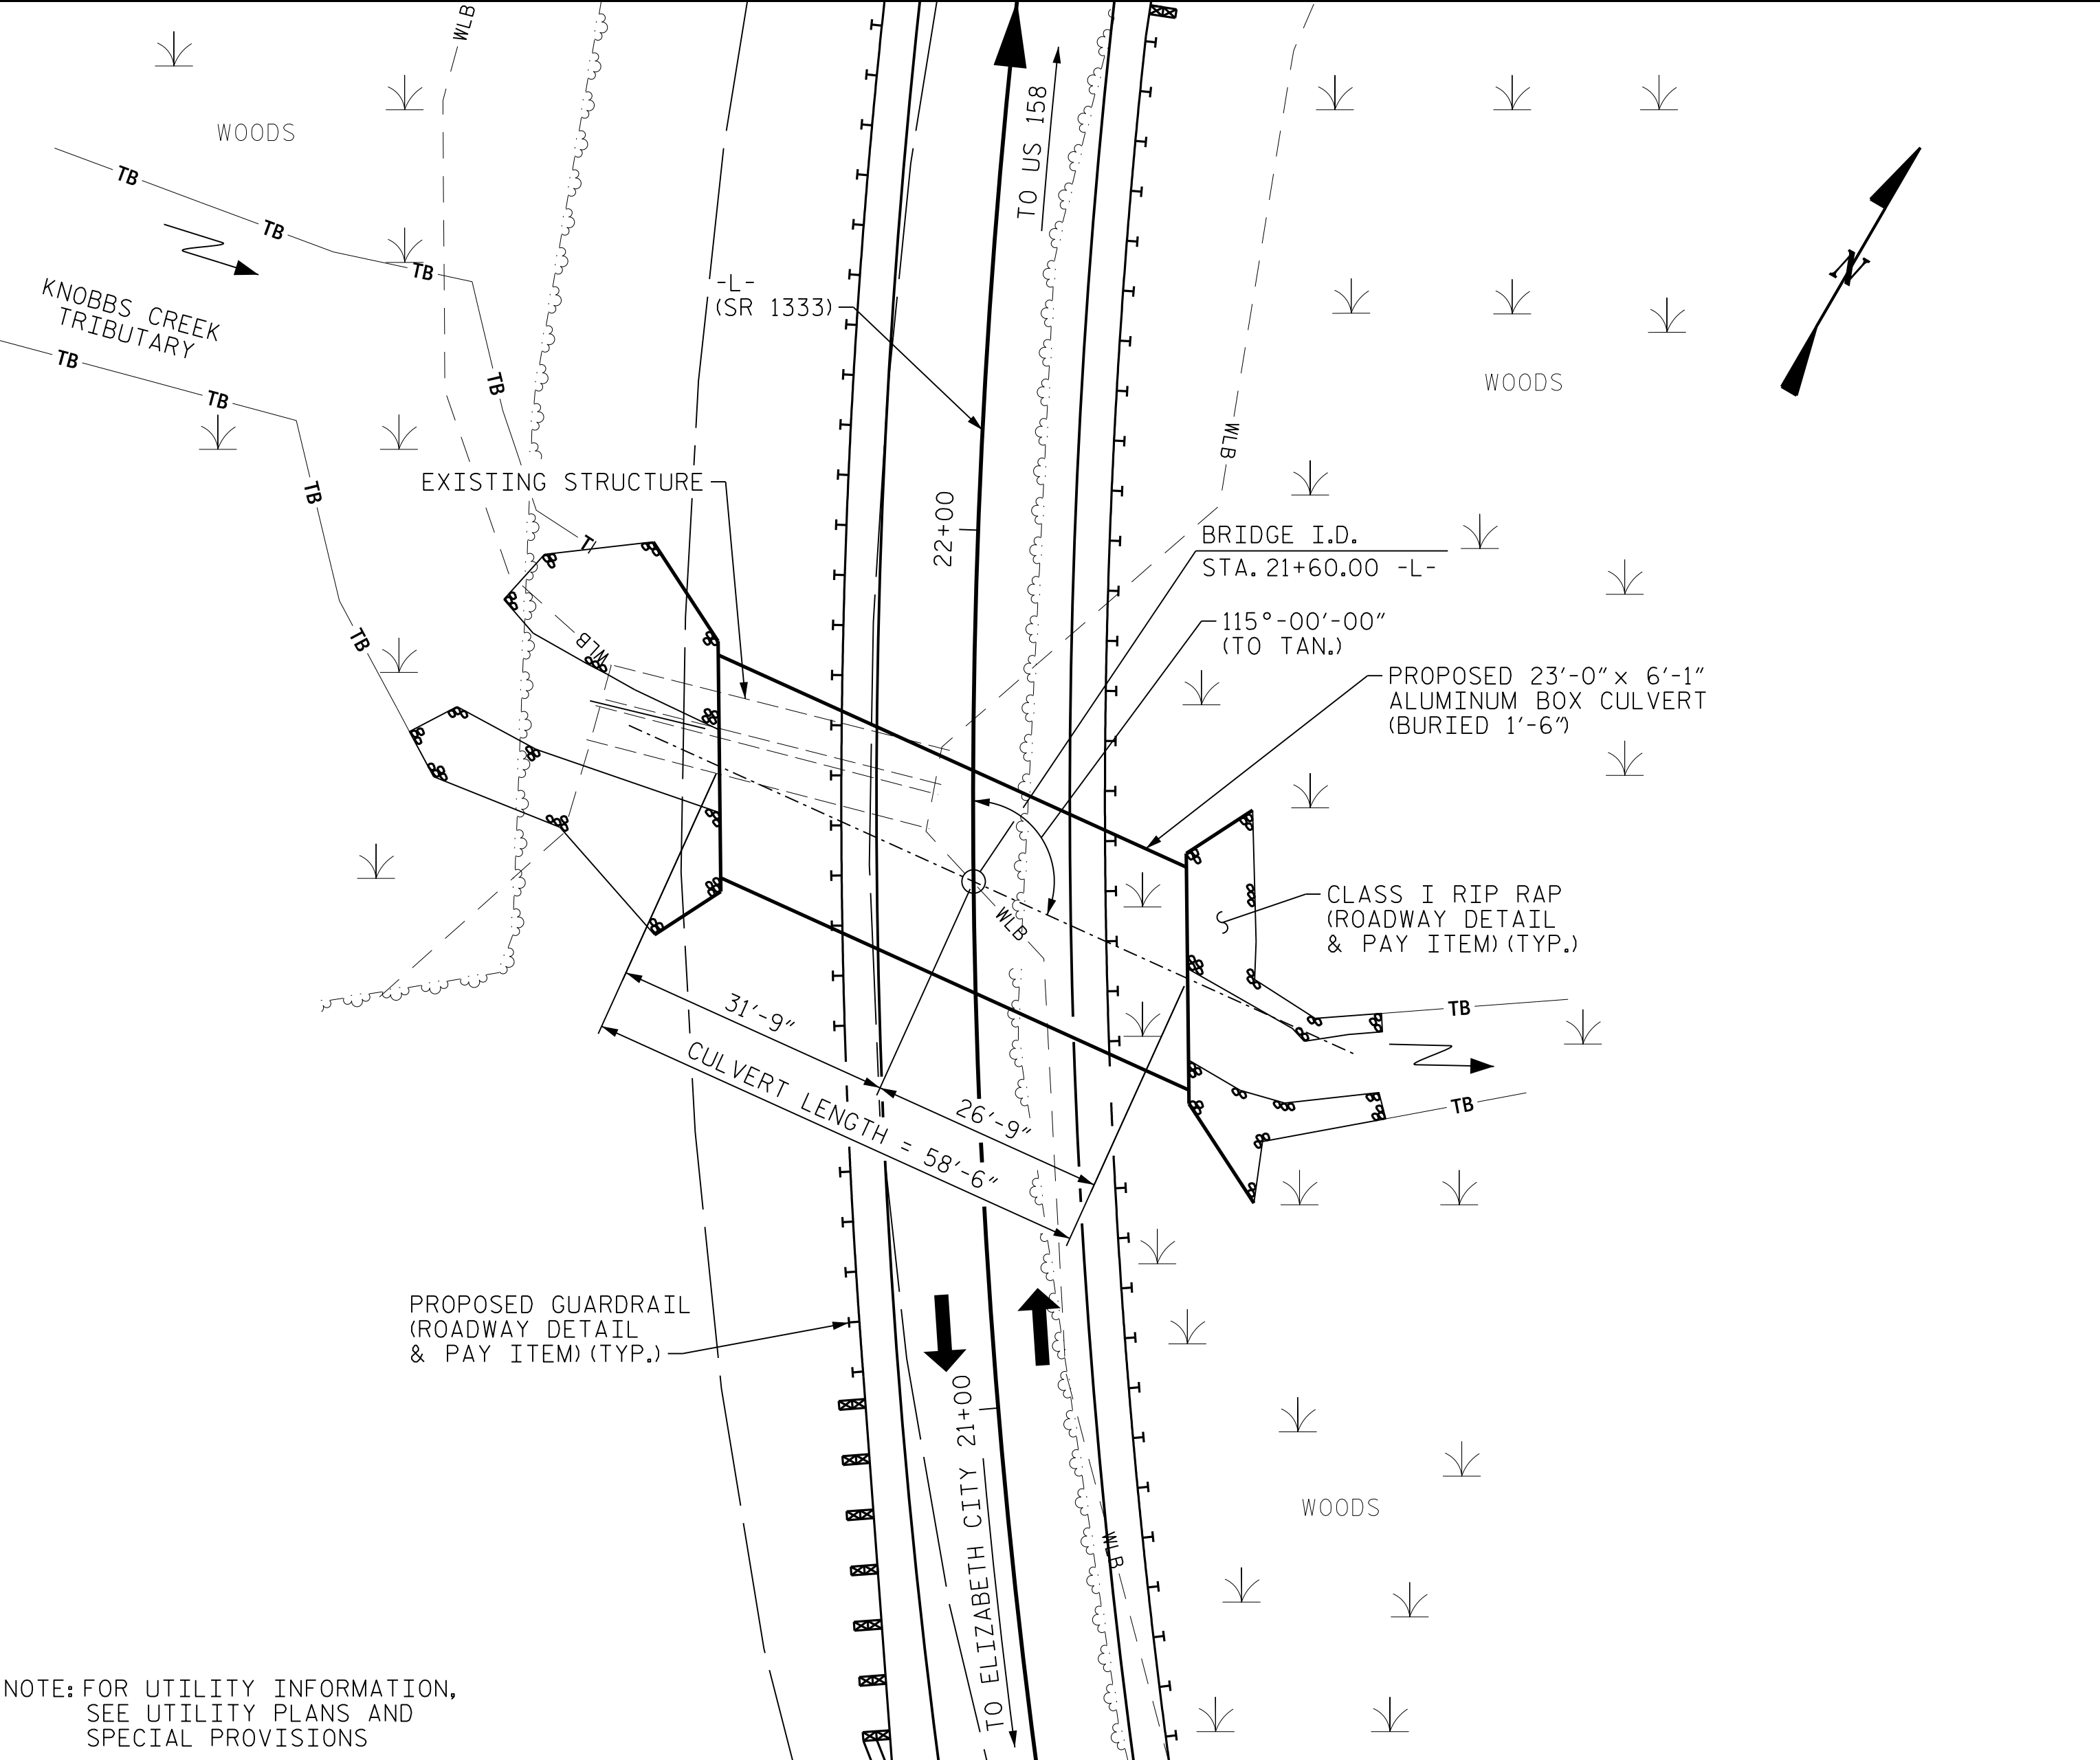 WLB
WOODS
TB
TB
TB
KNOBBS CREEK
TRIBUTARY
TB
TB
TB
TB
TB
T
WLB
EXISTING STRUCTURE
-L-
(SR 1333)
TO US 158
22+00
N
WOODS
WLB
BRIDGE I.D.
STA. 21+60.00 -L-
115°-00'-00"
(TO TAN.)
PROPOSED 23'-0" x 6'-1"
ALUMINUM BOX CULVERT
(BURIED 1'-6")
CLASS I RIP RAP
(ROADWAY DETAIL
& PAY ITEM) (TYP.)
WLB
TB
TB
31'-9"
26'-9"
CULVERT LENGTH = 58'-6"
PROPOSED GUARDRAIL
(ROADWAY DETAIL
& PAY ITEM) (TYP.)
21+00
TO ELIZABETH CITY
WLB
WOODS
NOTE: FOR UTILITY INFORMATION,
SEE UTILITY PLANS AND
SPECIAL PROVISIONS